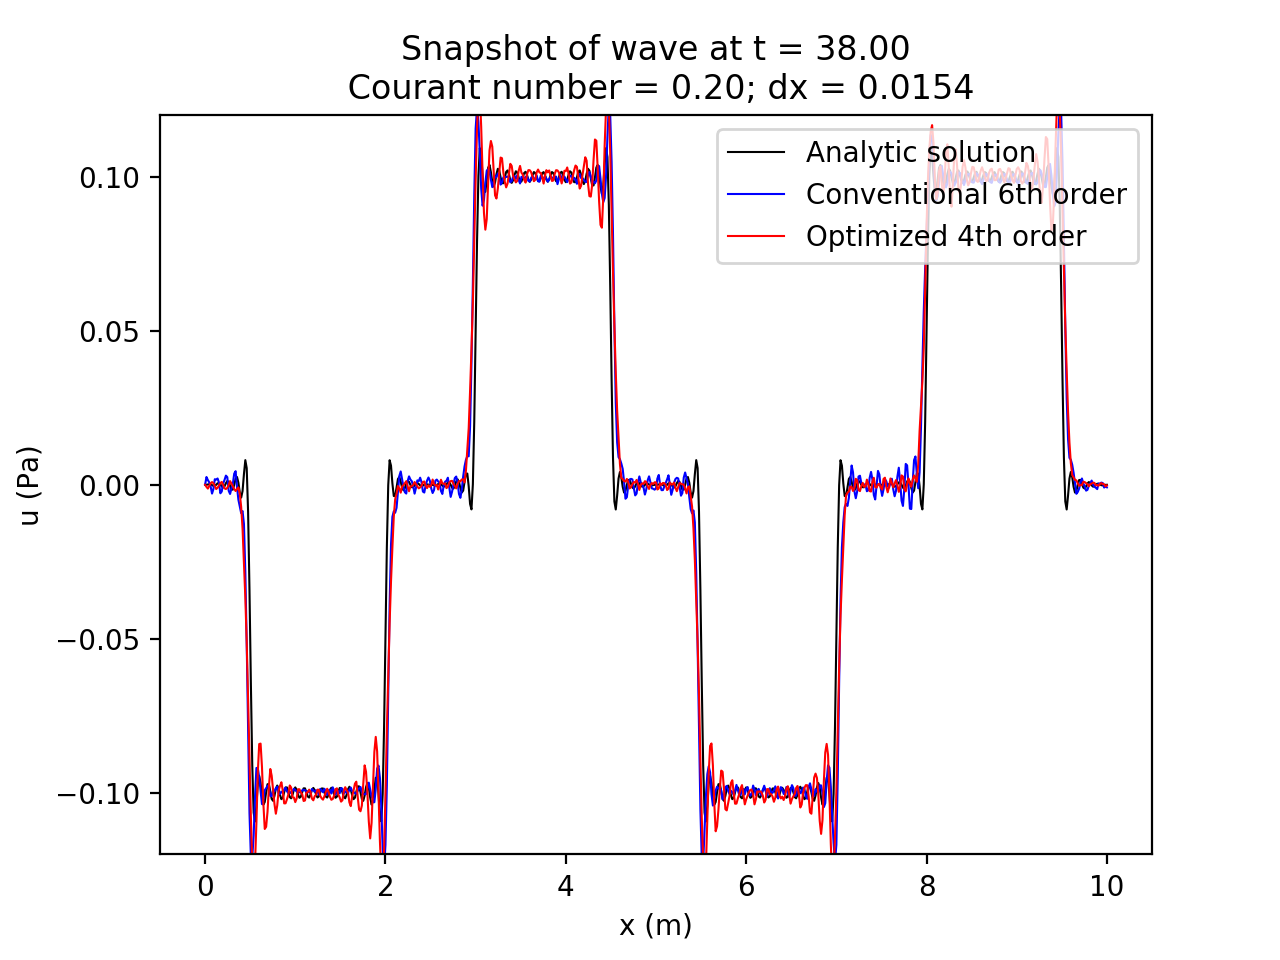 Snapshot of wave at t = 38.00
Courant number = 0.20; dx = 0.0154
Analytic solution
Conventional 6th order
Optimized 4th order
0.10
0.05
0.00
−0.05
−0.10
u (Pa)
0 2 4 6 8 10
x (m)